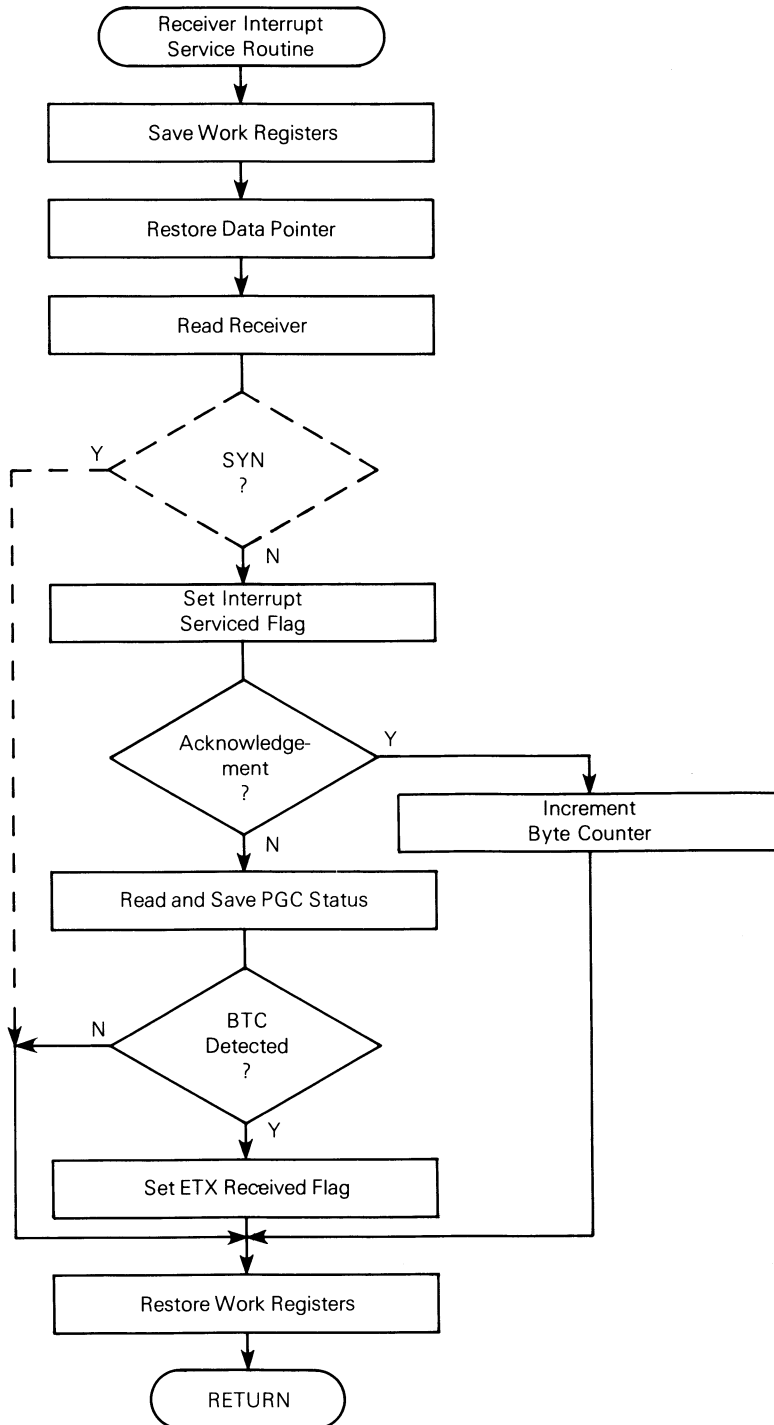 Receiver Interrupt
Service Routine
Save Work Registers
Restore Data Pointer
Read Receiver
Y
SYN
?
N
Set Interrupt
Serviced Flag
Acknowledge-
ment
?
Y
Increment
Byte Counter
N
Read and Save PGC Status
N
BTC
Detected
?
Y
Set ETX Received Flag
Restore Work Registers
RETURN